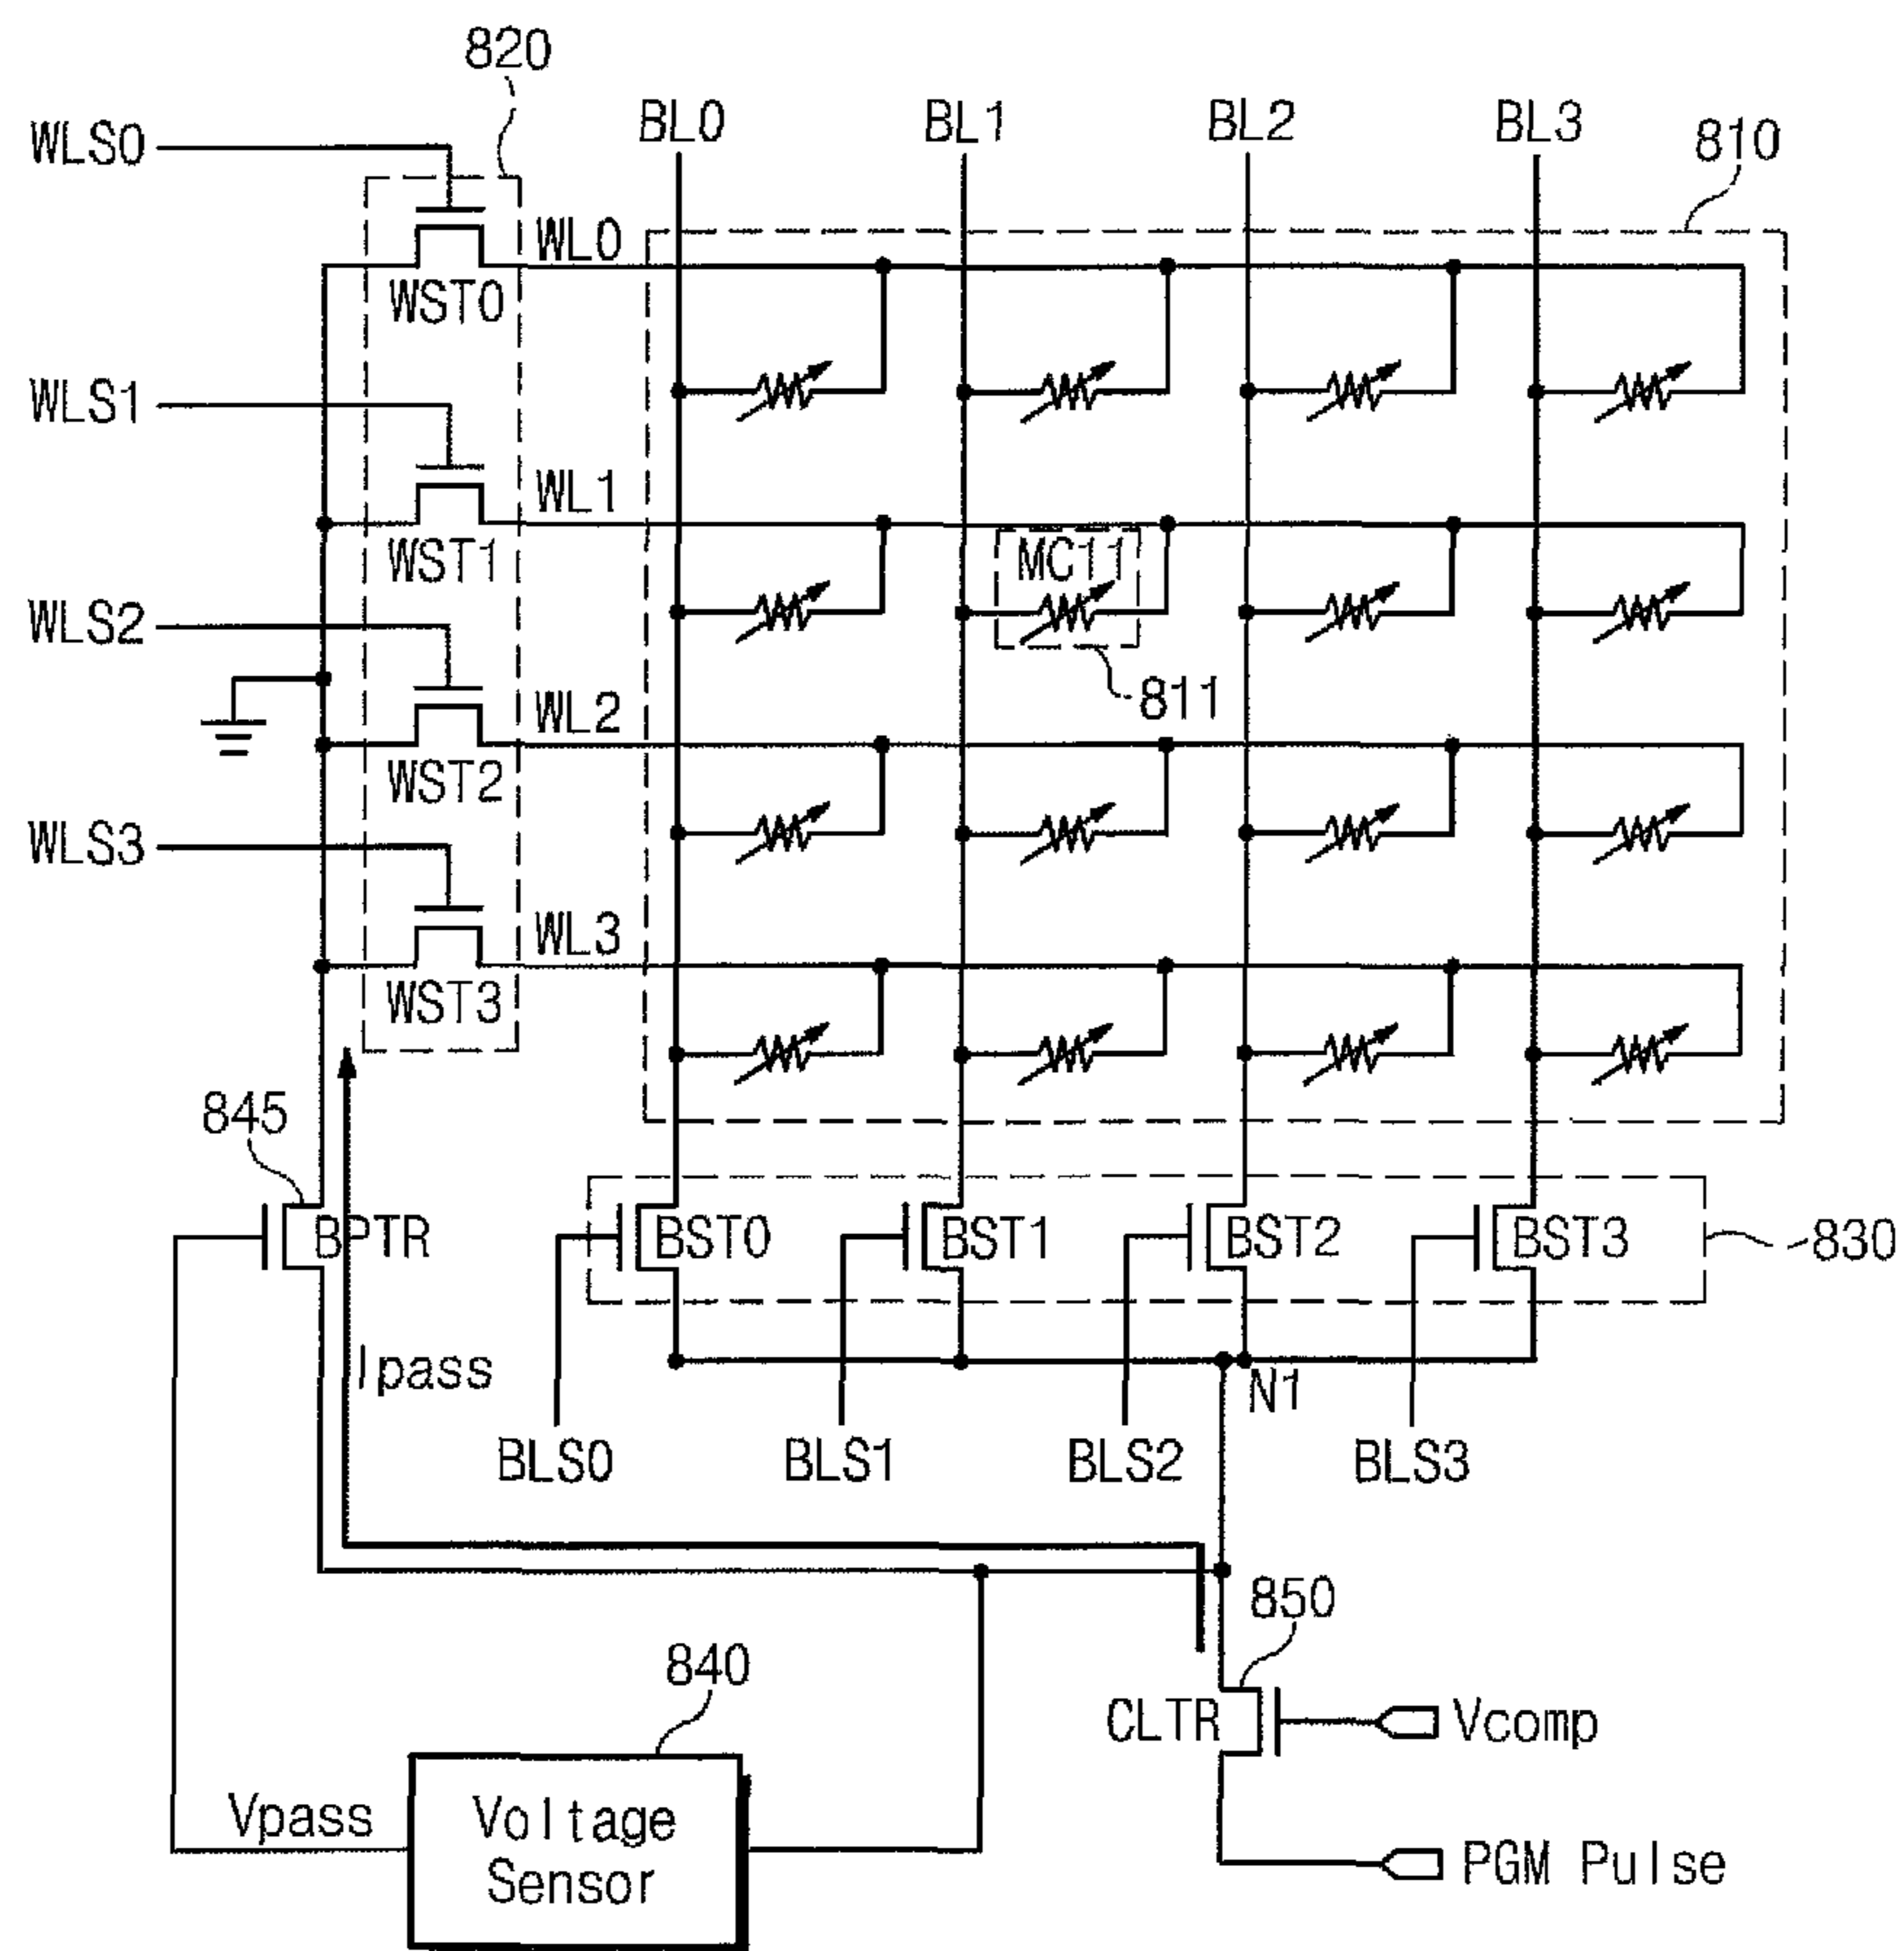 820
BL0
BL1
BL2
BL3
810
WLS0
WL0
WST0
WLS1
WL1
WST1
MC11
WLS2
811
WL2
WST2
WLS3
WL3
WST3
845
BPTR
BST0
BST1
BST2
BST3
830
Ipass
N1
BLS0
BLS1
BLS2
BLS3
850
840
CLTR
Vcomp
Vpass
Voltage
Sensor
PGM Pulse